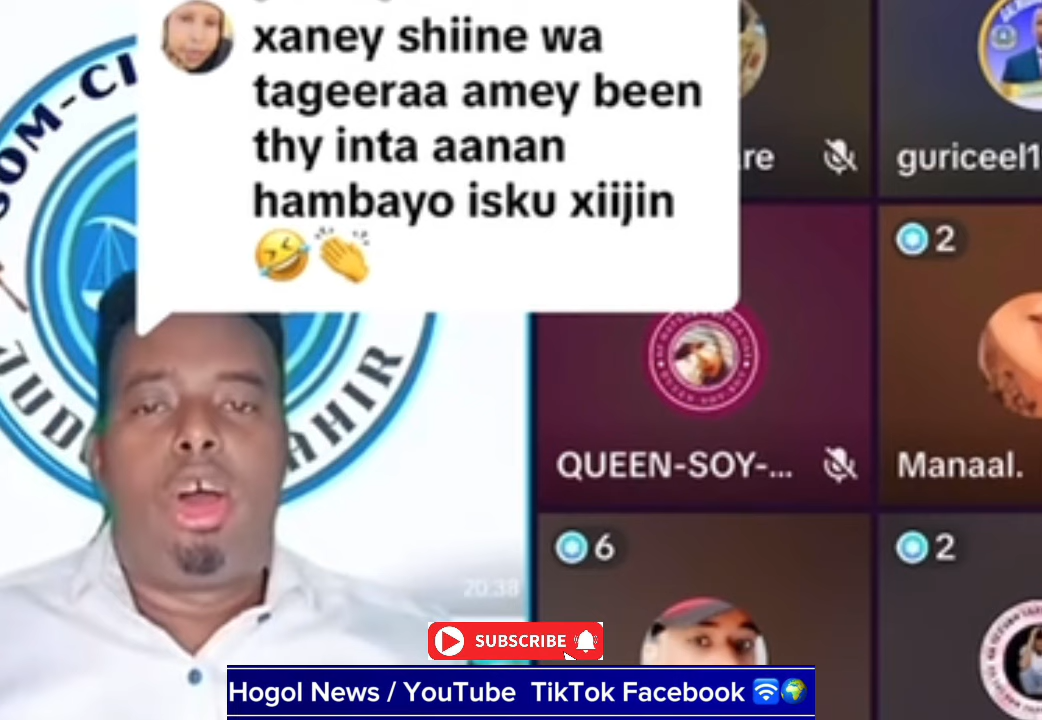 xaney shiine wa
tageeraa amey been
thy inta aanan
hambayo isku xiijin
🤣👏
re
guriceel1
2
QUEEN-SOY-...
Manaal.
6
2
20:38
SUBSCRIBE
Hogol News / YouTube TikTok Facebook 🛜🌍